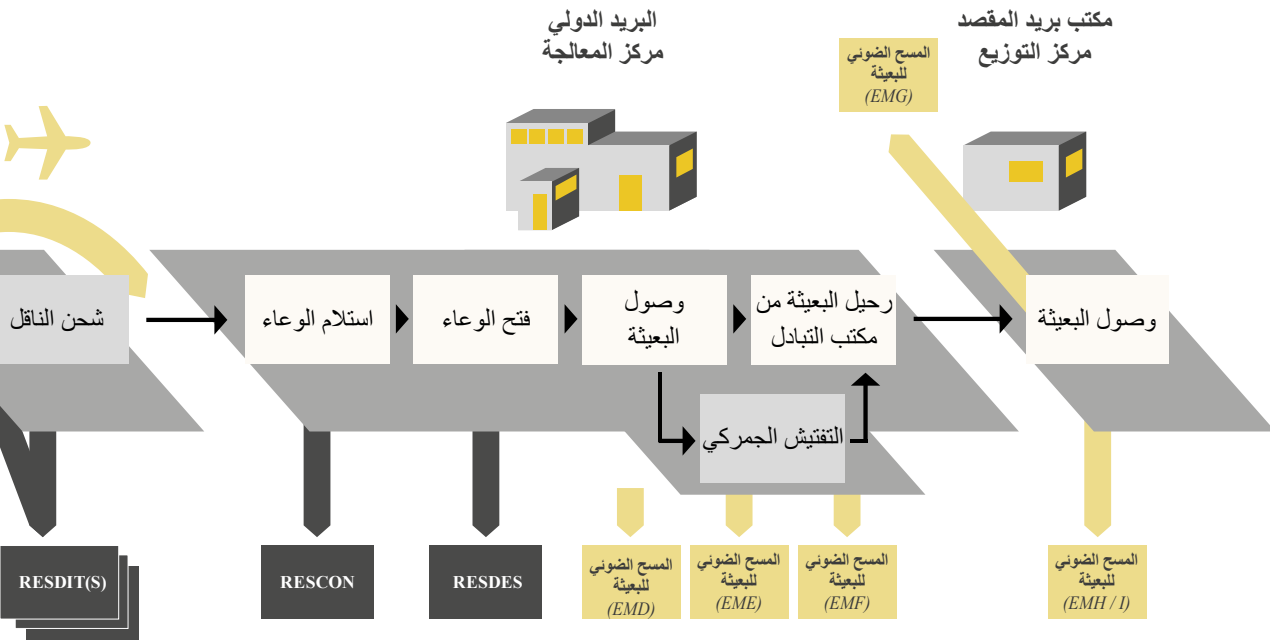 مكتب بريد المقصد
مركز التوزيع
البريد الدولي
مركز المعالجة
المسح الضوئي
للبعيثة
(EMG)
وصول البعيثة
رحيل البعيثة من
مكتب التبادل
وصول
البعيثة
فتح الوعاء
استلام الوعاء
شحن الناقل
التفتيش الجمركي
المسح الضوئي
للبعيثة
(EMH / I)
المسح الضوئي
للبعيثة
(EMF)
المسح الضوئي
للبعيثة
(EME)
المسح الضوئي
للبعيثة
(EMD)
RESDES
RESCON
RESDIT(S)